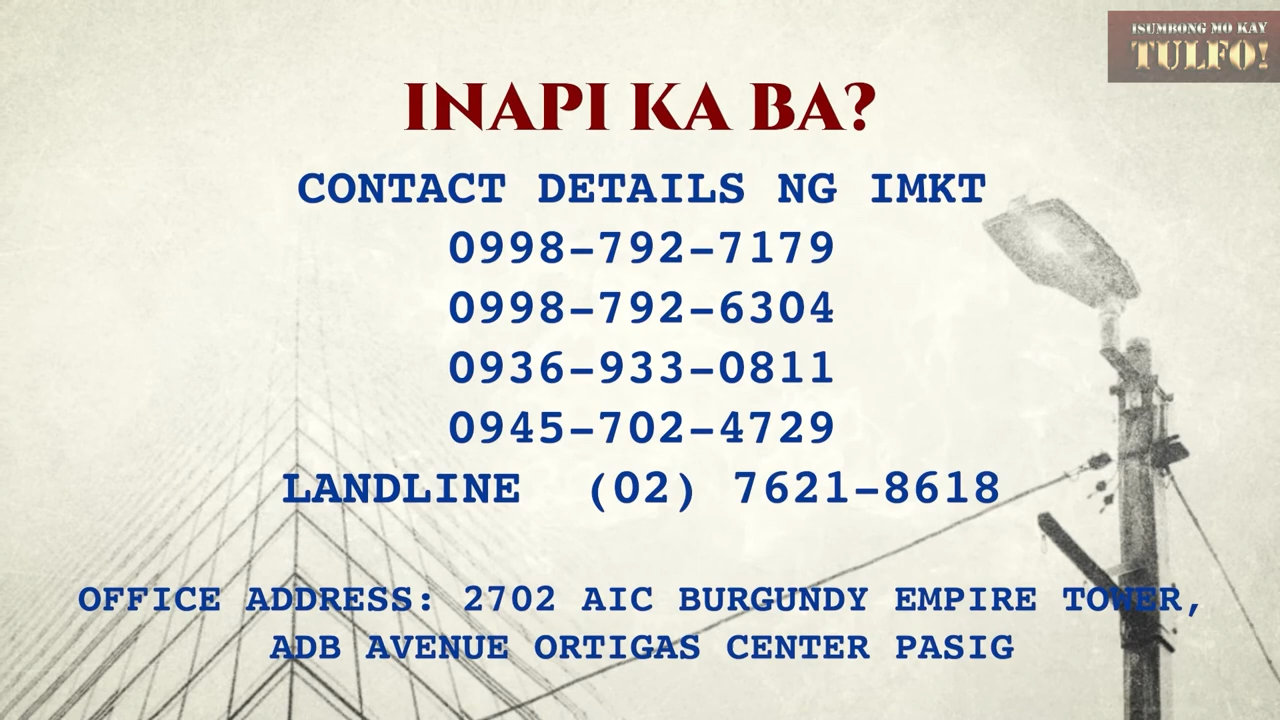 ISUMBONG MO KAY
TULFO!
INAPI KA BA?
CONTACT DETAILS NG IMKT
0998-792-7179
0998-792-6304
0936-933-0811
0945-702-4729
LANDLINE (02) 7621-8618
OFFICE ADDRESS: 2702 AIC BURGUNDY EMPIRE TOWER,
ADB AVENUE ORTIGAS CENTER PASIG